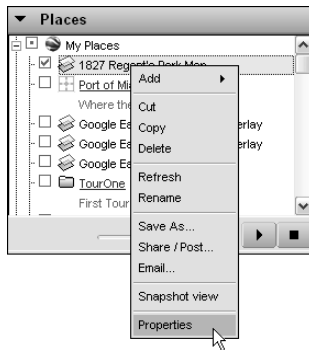 Places
My Places
1827 Regent's Park Map
Port of Mi
Where the
Google Ea
erlay
Google Ea
erlay
Google Ea
TourOne
First Tour
Add
Cut
Copy
Delete
Refresh
Rename
Save As...
Share / Post...
Email...
Snapshot view
Properties